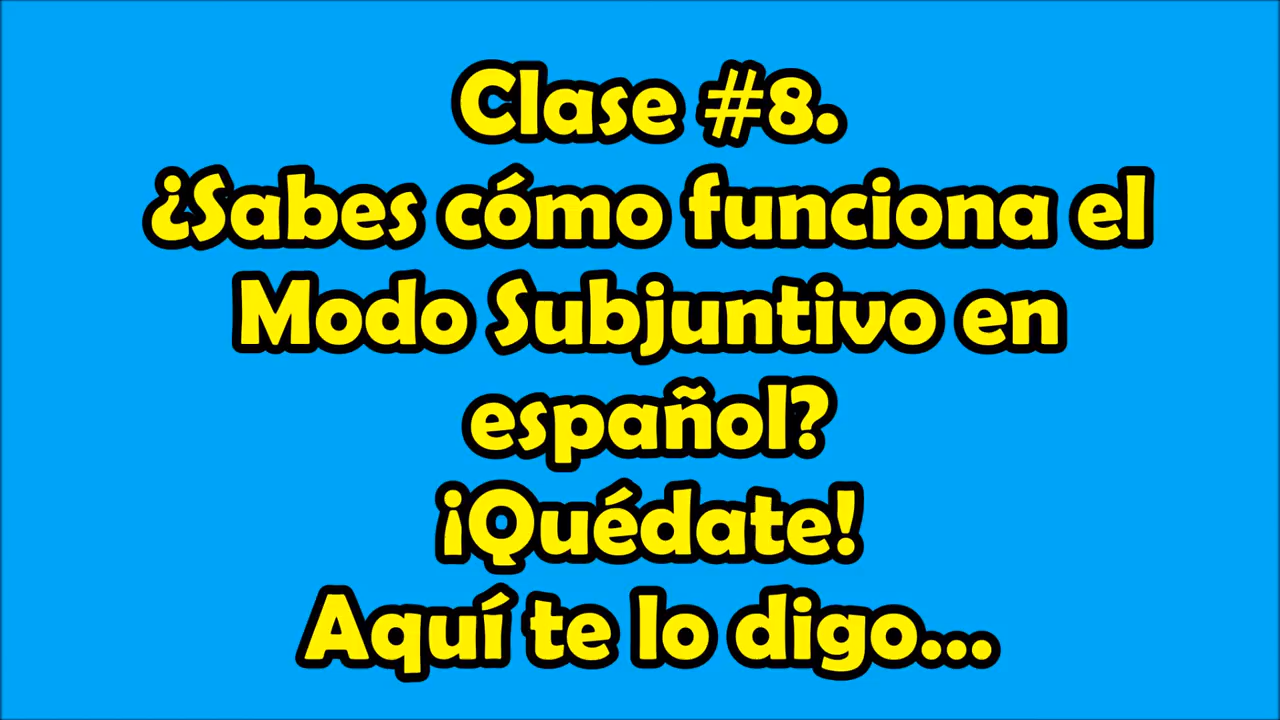 Clase #8.
¿Sabes cómo funciona el
Modo Subjuntivo en
español?
¡Quédate!
Aquí te lo digo...